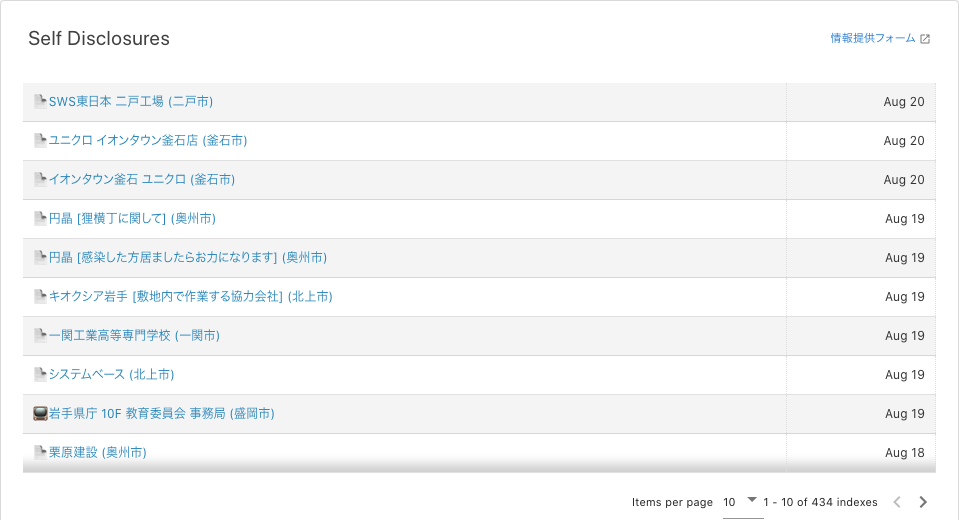 Self Disclosures
情報提供フォーム
SWS東日本 二戸工場 (二戸市)
Aug 20
ユニクロ イオンタウン釜石店 (釜石市)
Aug 20
イオンタウン釜石 ユニクロ (釜石市)
Aug 20
円晶 [狸横丁に関して] (奥州市)
Aug 19
円晶 [感染した方居ましたらお力になります] (奥州市)
Aug 19
キオクシア岩手 [敷地内で作業する協力会社] (北上市)
Aug 19
一関工業高等専門学校 (一関市)
Aug 19
システムベース (北上市)
Aug 19
岩手県庁 10F 教育委員会 事務局 (盛岡市)
Aug 19
栗原建設 (奥州市)
Aug 18
Items per page 10 1 - 10 of 434 indexes